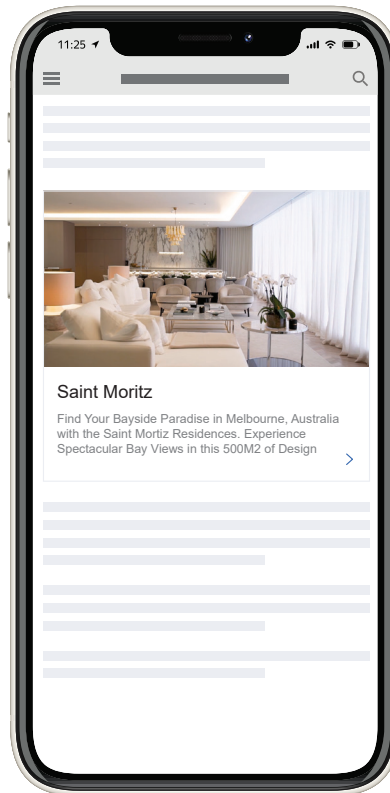 11:25
Saint Moritz
Find Your Bayside Paradise in Melbourne, Australia
with the Saint Mortiz Residences. Experience
Spectacular Bay Views in this 500M2 of Design